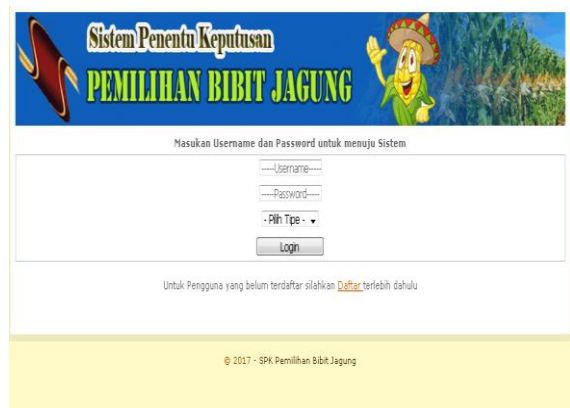 Sistem Penentu Keputusan
PEMILIHAN BIBIT JAGUNG
Masukan Username dan Password untuk menuju Sistem
-----Username-----
-----Password-----
- Pilih Tipe -
Login
Untuk Pengguna yang belum terdaftar silahkan Daftar terlebih dahulu
© 2017 - SPK Pemilihan Bibit Jagung